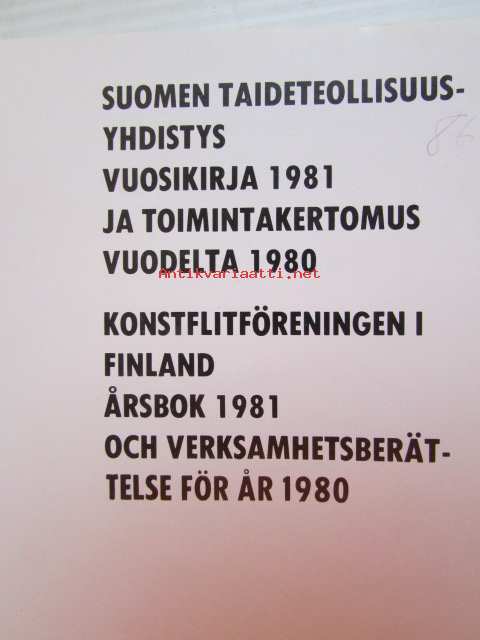 SUOMEN TAIDETEOLLISUUS-
YHDISTYS
86
VUOSIKIRJA 1981
JA TOIMINTAKERTOMUS
VUODELTA 1980
Antikvariaatti.net
KONSTFLITFÖRENINGEN I
FINLAND
ÅRSBOK 1981
OCH VERKSAMHETSBERÄT-
TELSE FÖR ÅR 1980